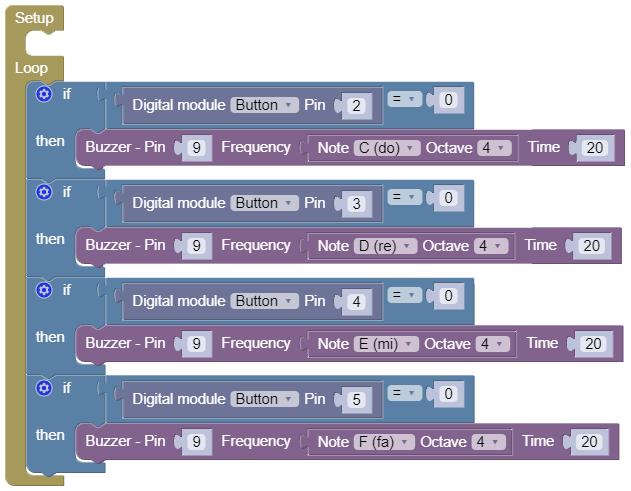 Setup
Loop
if Digital module Button Pin 2 = 0
then Buzzer - Pin 9 Frequency Note C (do) Octave 4 Time 20
if Digital module Button Pin 3 = 0
then Buzzer - Pin 9 Frequency Note D (re) Octave 4 Time 20
if Digital module Button Pin 4 = 0
then Buzzer - Pin 9 Frequency Note E (mi) Octave 4 Time 20
if Digital module Button Pin 5 = 0
then Buzzer - Pin 9 Frequency Note F (fa) Octave 4 Time 20